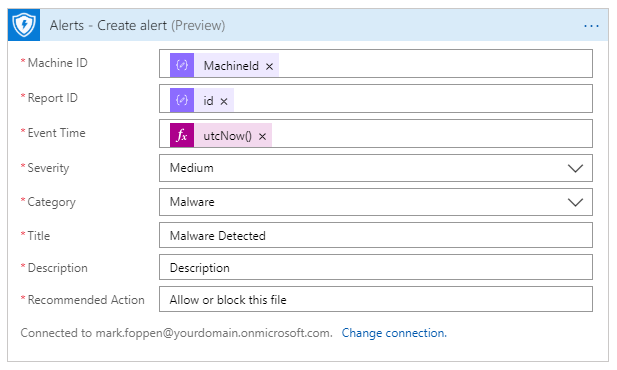 Alerts - Create alert (Preview) ...
* Machine ID MachineId ×
* Report ID id ×
* Event Time fx utcNow() ×
* Severity Medium
* Category Malware
* Title Malware Detected
* Description Description
* Recommended Action Allow or block this file
Connected to mark.foppen@yourdomain.onmicrosoft.com. Change connection.